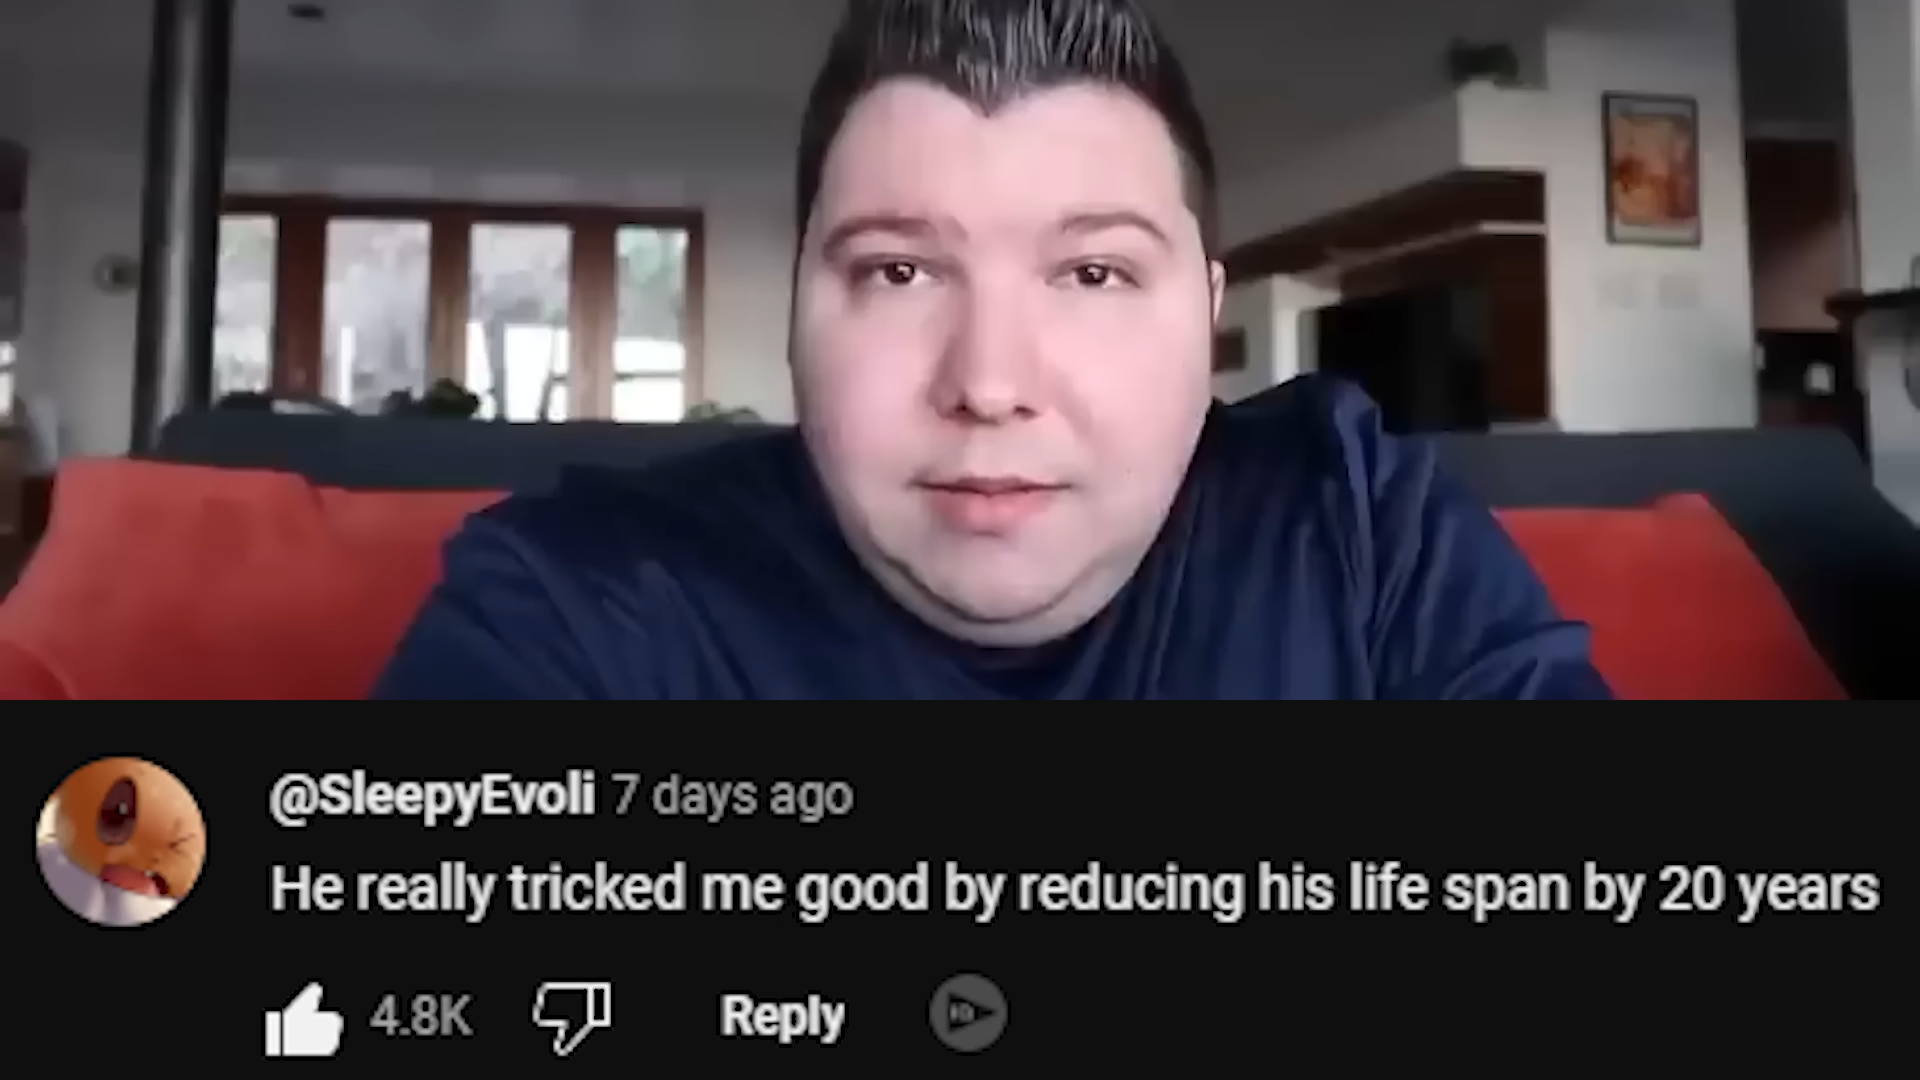 @SleepyEvoli 7 days ago
He really tricked me good by reducing his life span by 20 years
4.8K Reply